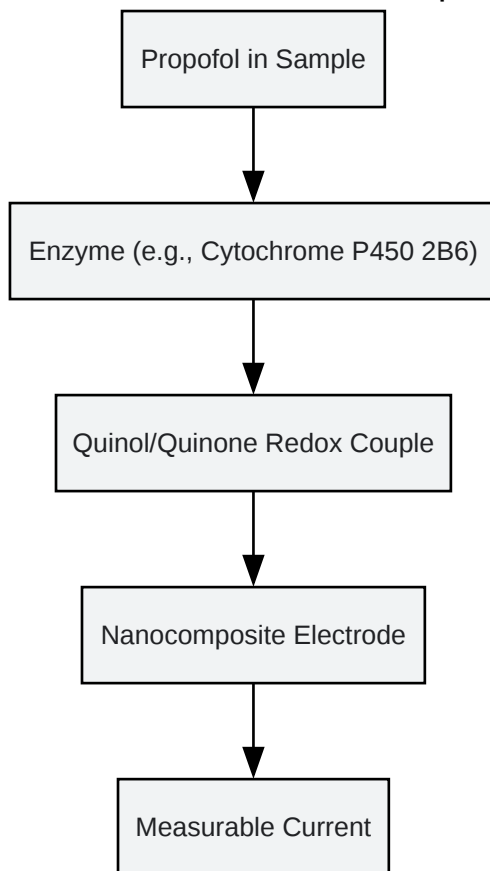 Propofol in Sample
Enzyme (e.g., Cytochrome P450 2B6)
Quinol/Quinone Redox Couple
Nanocomposite Electrode
Measurable Current